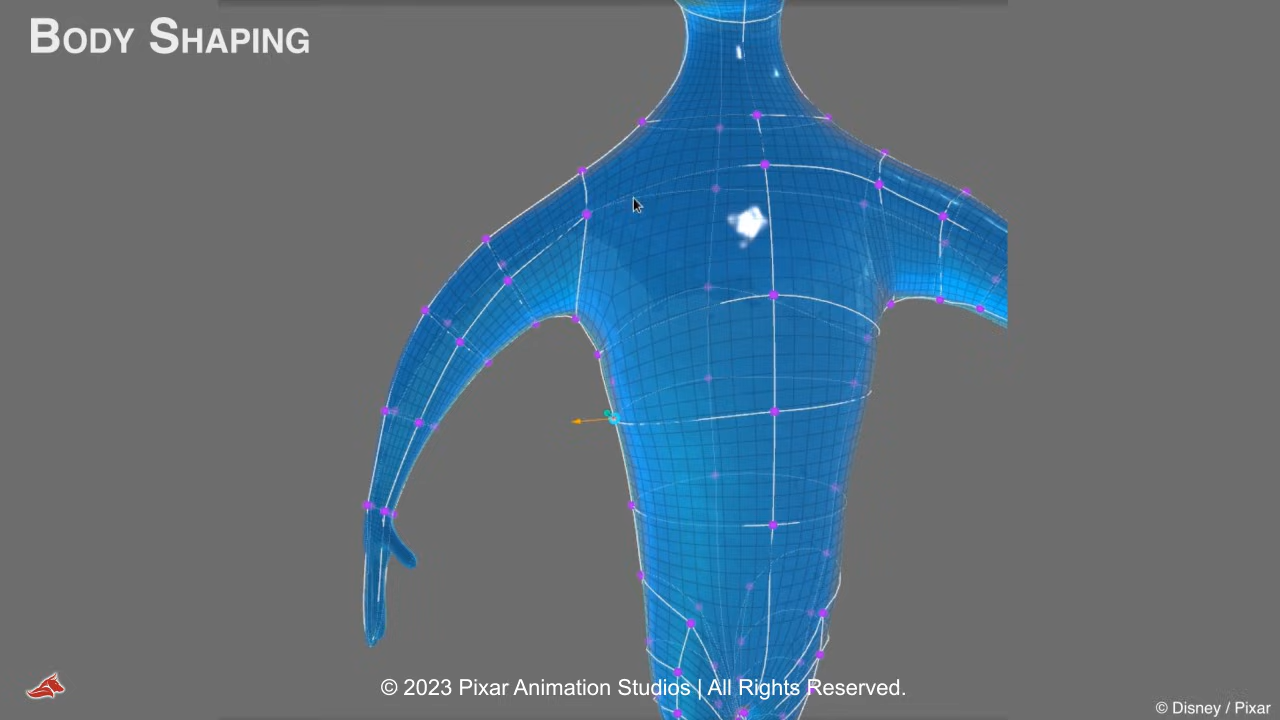 Body Shaping
© 2023 Pixar Animation Studios | All Rights Reserved.
© Disney / Pixar